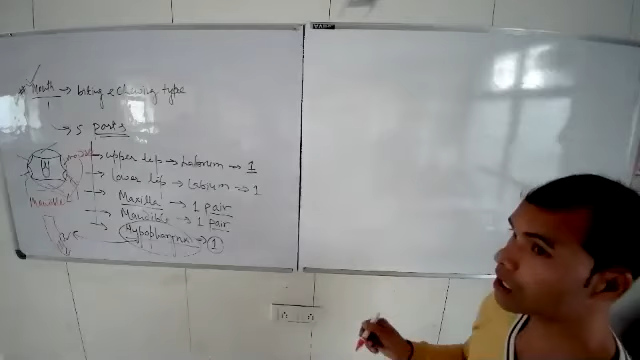 Mouth → biting & chewing type
→ 5 parts
→ upper lip → Labrum → 1
→ lower lip → Labium → 1
→ Maxilla → 1 pair
→ Mandible → 1 pair
→ Hypopharynx → 1